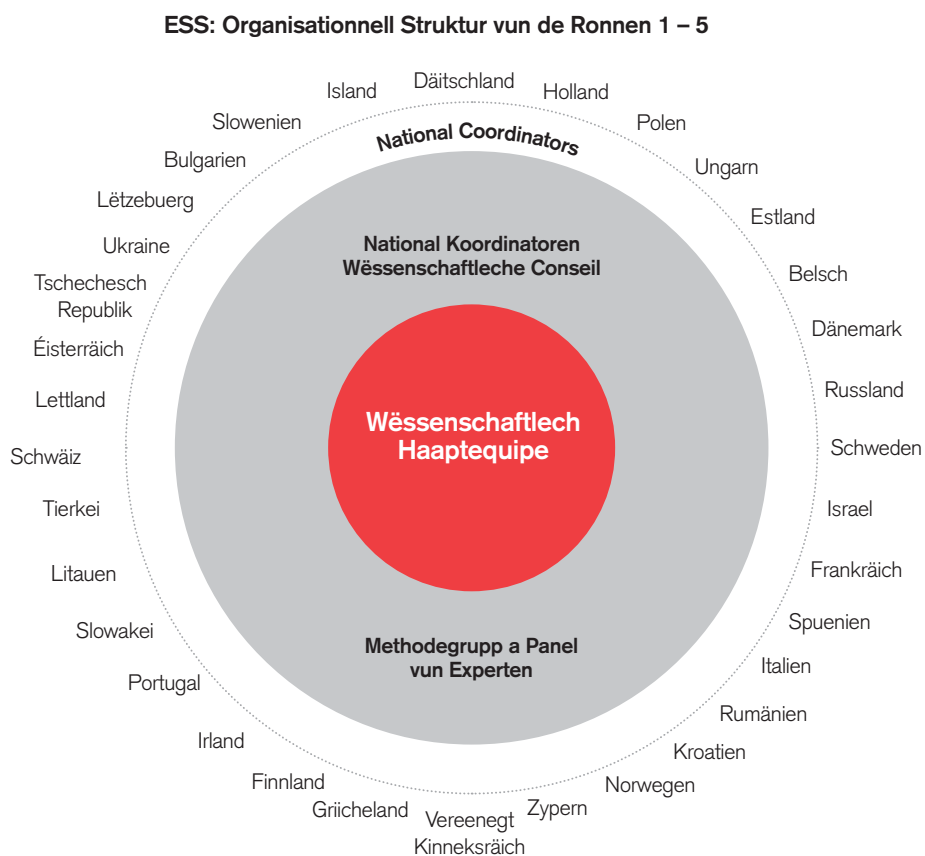 ESS: Organisationnell Struktur vun de Ronnen 1 – 5
Däitschland
Holland
Polen
Ungarn
Estland
Belsch
Dänemark
Russland
Schweden
Israel
Frankräich
Spuenien
Italien
Rumänien
Kroatien
Norwegen
Zypern
Vereenegt
Kinneksräich
Griicheland
Finnland
Irland
Portugal
Slowakei
Litauen
Tierkei
Schwäiz
Lettland
Éisterräich
Tschechesch
Republik
Ukraine
Lëtzebuerg
Bulgarien
Slowenien
Island
National Coordinators
National Koordinatoren
Wëssenschaftleche Conseil
Wëssenschaftlech
Haaptequipe
Methodegrupp a Panel
vun Experten